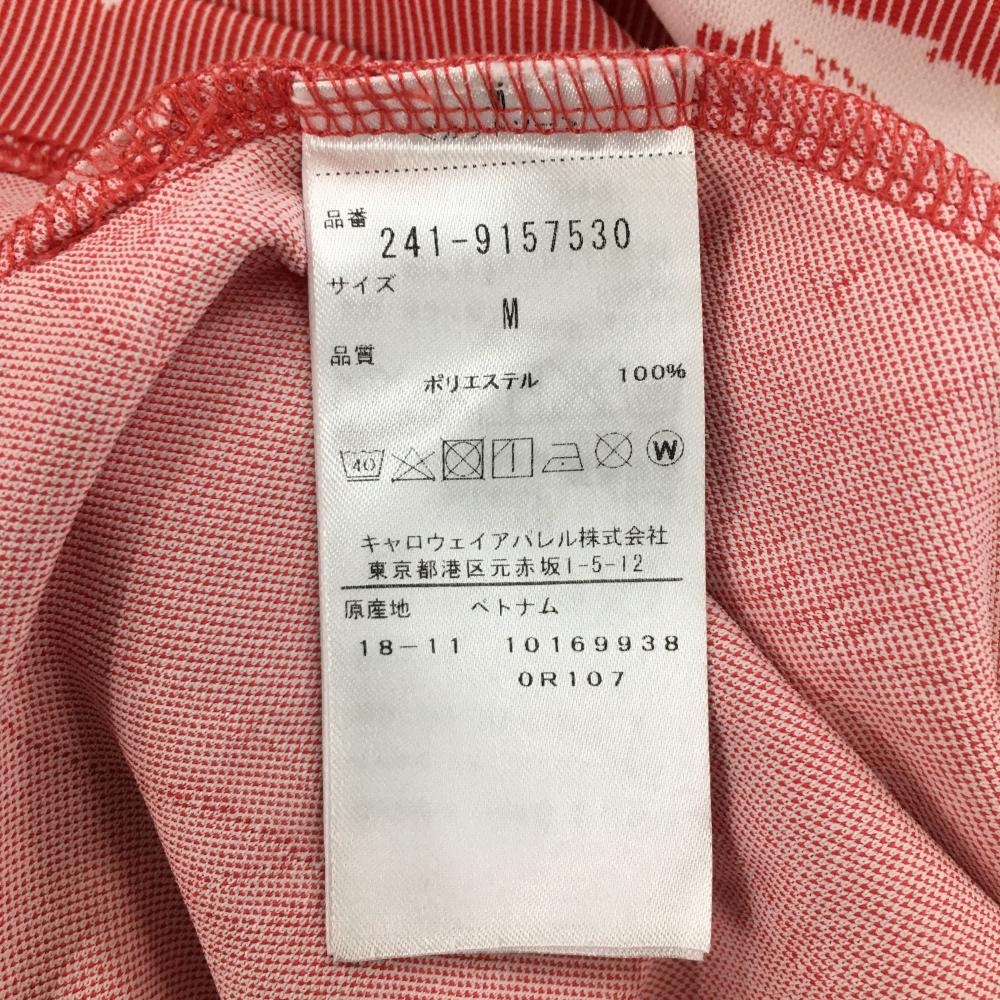 品番
241-9157530
サイズ
M
品質
ポリエステル 100%
40 W
キャロウェイアパレル株式会社
東京都港区元赤坂1-5-12
原産地 ベトナム
18-11 10169938
0R107